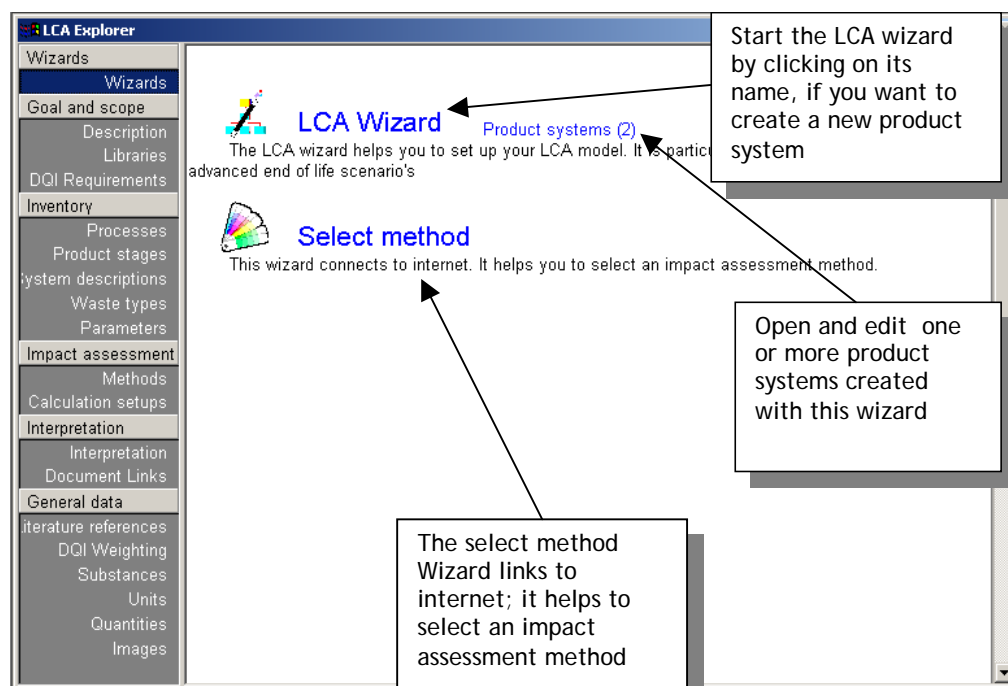 LCA Explorer
Wizards
Wizards
Goal and scope
Description
Libraries
DQI Requirements
Inventory
Processes
Product stages
ystem descriptions
Waste types
Parameters
Impact assessment
Methods
Calculation setups
Interpretation
Interpretation
Document Links
General data
iterature references
DQI Weighting
Substances
Units
Quantities
Images
LCA Wizard Product systems (2)
The LCA wizard helps you to set up your LCA model. It is
advanced end of life scenario's
Select method
This wizard connects to internet. It helps you to select an impact assessment method.
Start the LCA wizard
by clicking on its
name, if you want to
create a new product
system
Open and edit one
or more product
systems created
with this wizard
The select method
Wizard links to
internet; it helps to
select an impact
assessment method